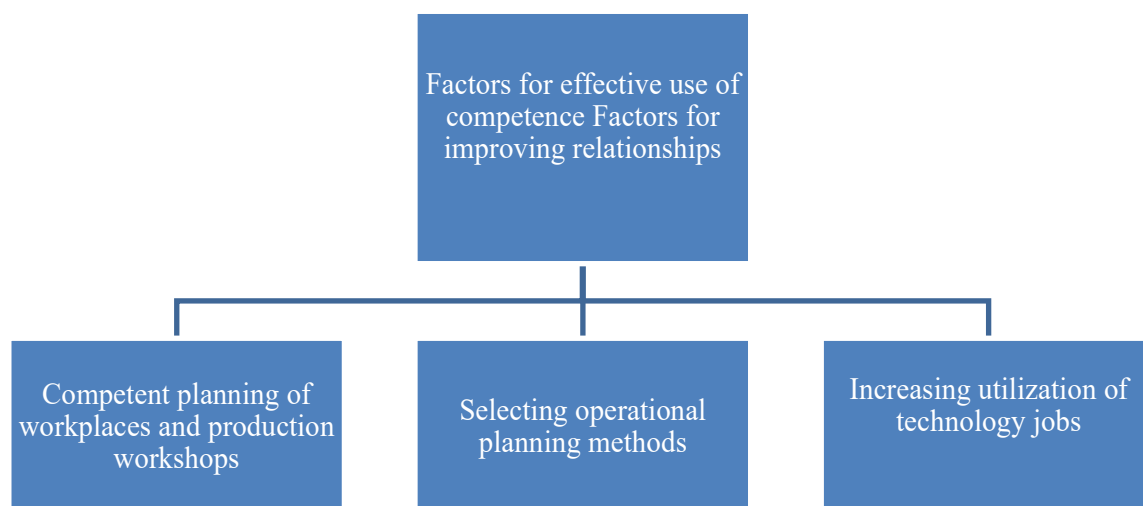 Factors for effective use of
competence Factors for
improving relationships
Competent planning of
workplaces and production
workshops
Selecting operational
planning methods
Increasing utilization of
technology jobs